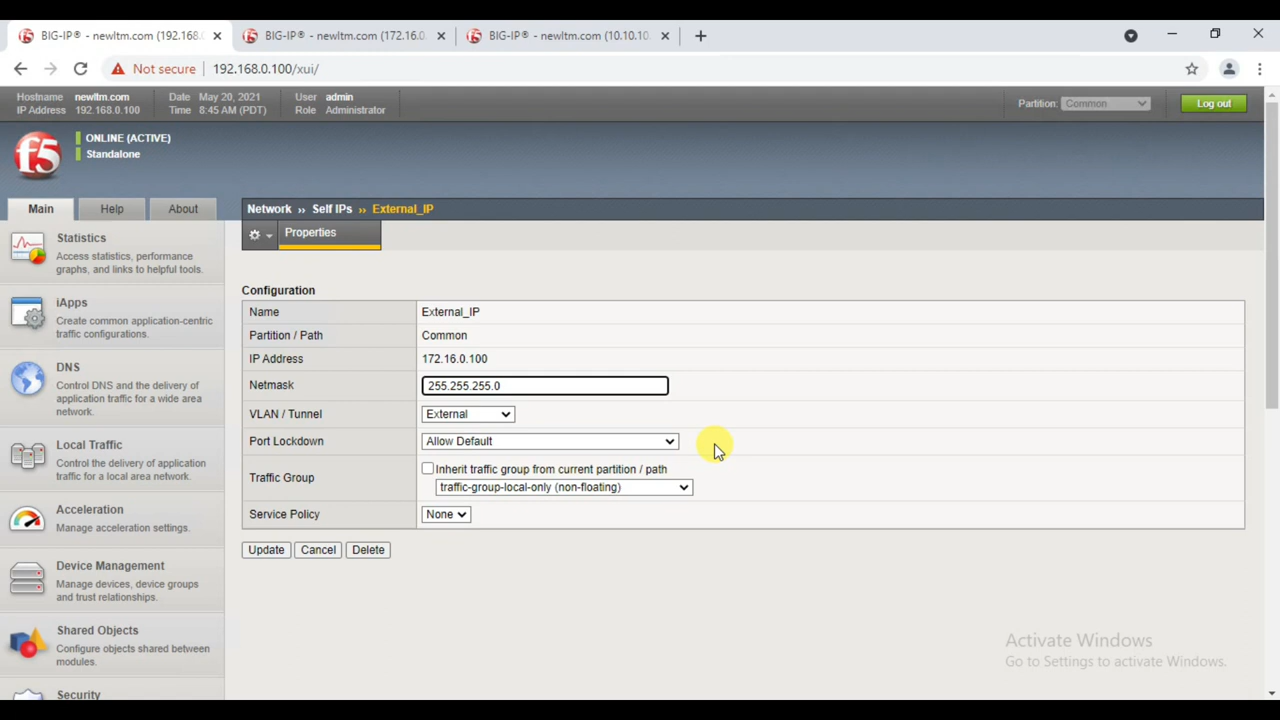 BIG-IP® - newltm.com (192.168.
BIG-IP® - newltm.com (172.16.0.
BIG-IP® - newltm.com (10.10.10.
Not secure 192.168.0.100/xui/
Hostname newltm.com Date May 20, 2021 User admin
IP Address 192.168.0.100 Time 8:45 AM (PDT) Role Administrator
Partition: Common Log out
f5
ONLINE (ACTIVE)
Standalone
Main Help About
Network ›› Self IPs ›› External_IP
Properties
Statistics
Access statistics, performance
graphs, and links to helpful tools.
iApps
Create common application-centric
traffic configurations.
DNS
Control DNS and the delivery of
application traffic for a wide area
network.
Local Traffic
Control the delivery of application
traffic for a local area network.
Acceleration
Manage acceleration settings.
Device Management
Manage devices, device groups
and trust relationships.
Shared Objects
Configure objects shared between
modules.
Security
Configuration
Name External_IP
Partition / Path Common
IP Address 172.16.0.100
Netmask 255.255.255.0
VLAN / Tunnel External
Port Lockdown Allow Default
Traffic Group Inherit traffic group from current partition / path
traffic-group-local-only (non-floating)
Service Policy None
Update Cancel Delete
Activate Windows
Go to Settings to activate Windows.